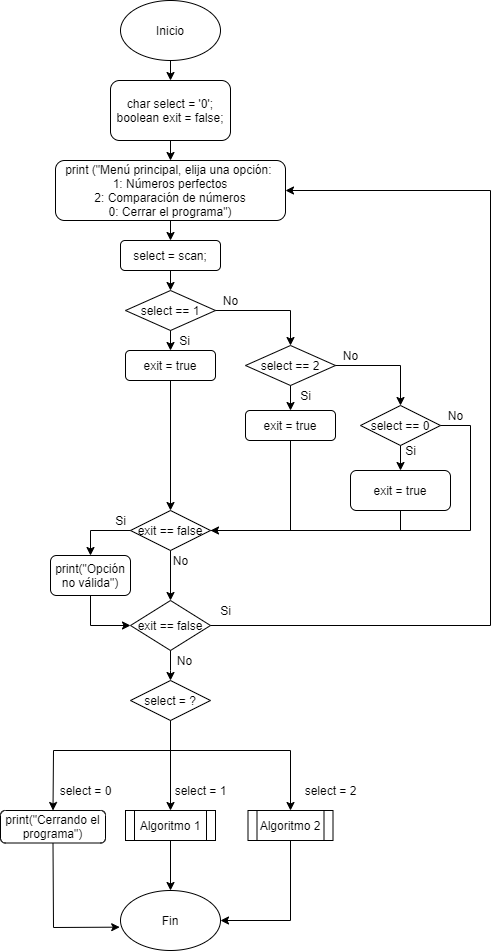 Inicio
char select = '0';
boolean exit = false;
print ("Menú principal, elija una opción:
1: Números perfectos
2: Comparación de números
0: Cerrar el programa")
select = scan;
select == 1
No
Si
exit = true
select == 2
No
Si
exit = true
select == 0
No
Si
exit = true
exit == false
Si
No
print("Opción
no válida")
exit == false
Si
No
select = ?
select = 0
select = 1
select = 2
print("Cerrando el
programa")
Algoritmo 1
Algoritmo 2
Fin